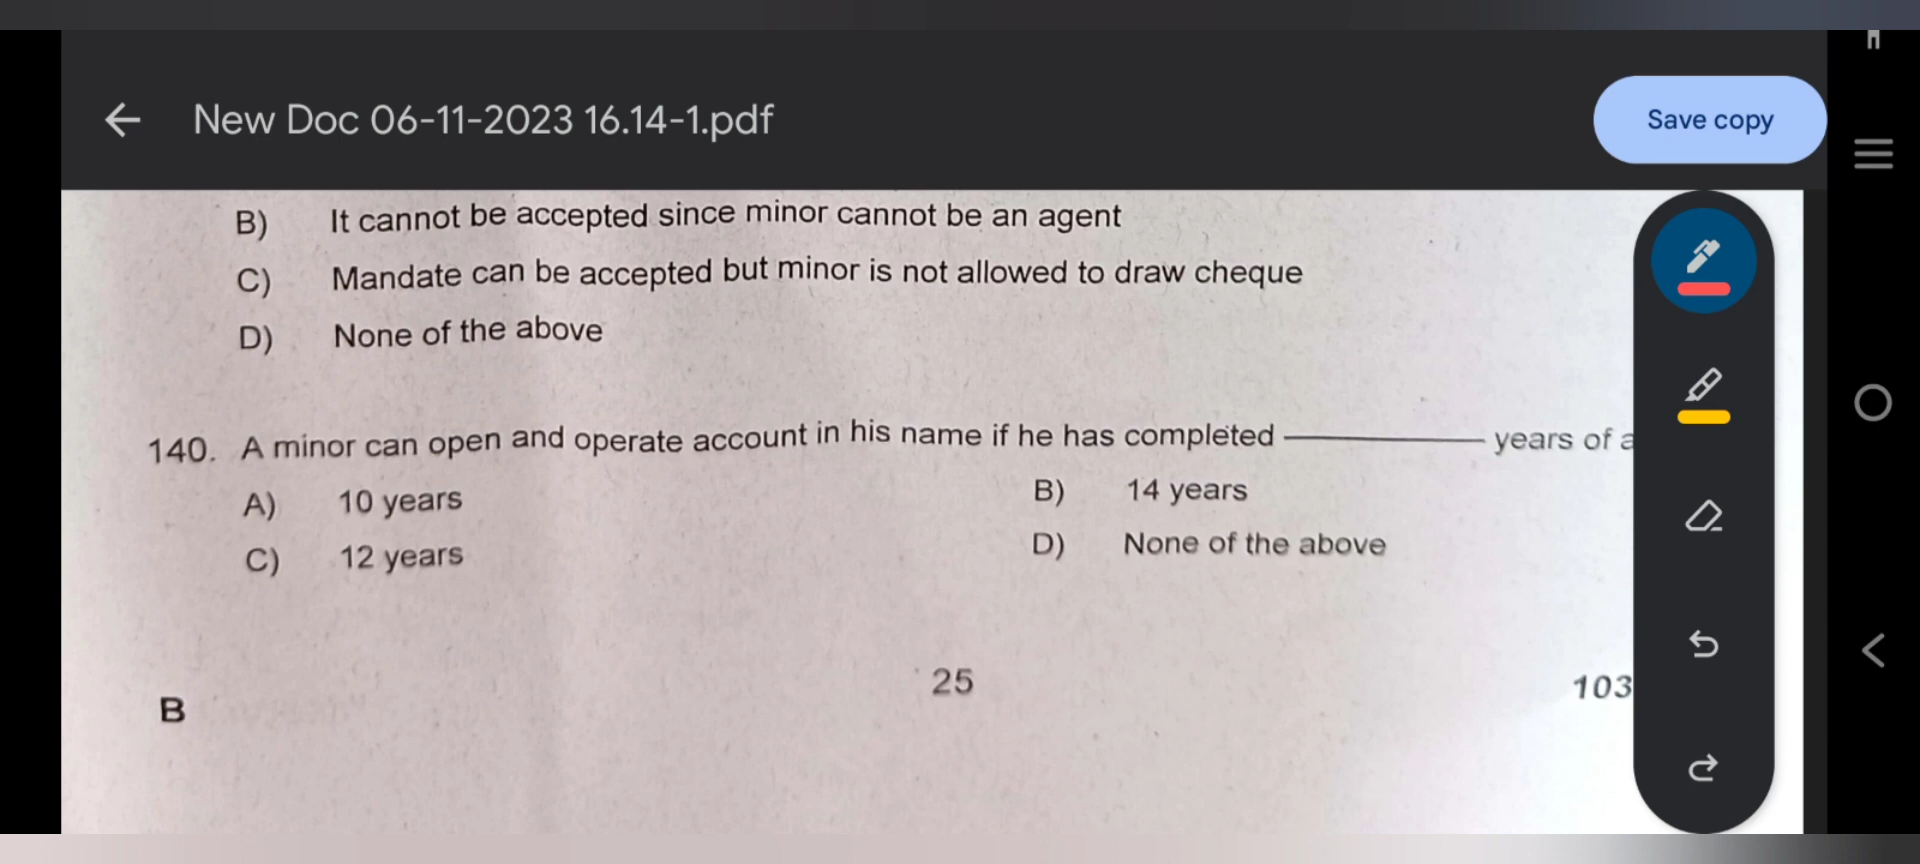 New Doc 06-11-2023 16.14-1.pdf
Save copy
B) It cannot be accepted since minor cannot be an agent
C) Mandate can be accepted but minor is not allowed to draw cheque
D) None of the above
140. A minor can open and operate account in his name if he has completed ———— years of a
A) 10 years B) 14 years
C) 12 years D) None of the above
B 25 103